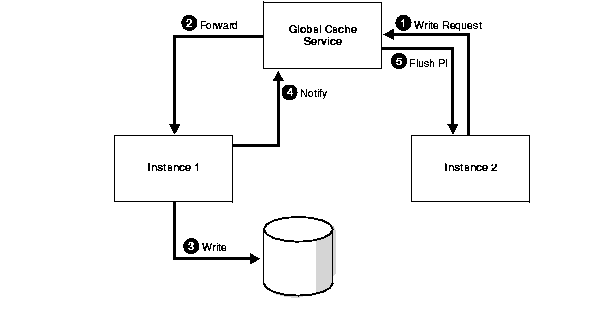 2 Forward
Global Cache
Service
1 Write Request
5 Flush PI
4 Notify
Instance 1
Instance 2
3 Write